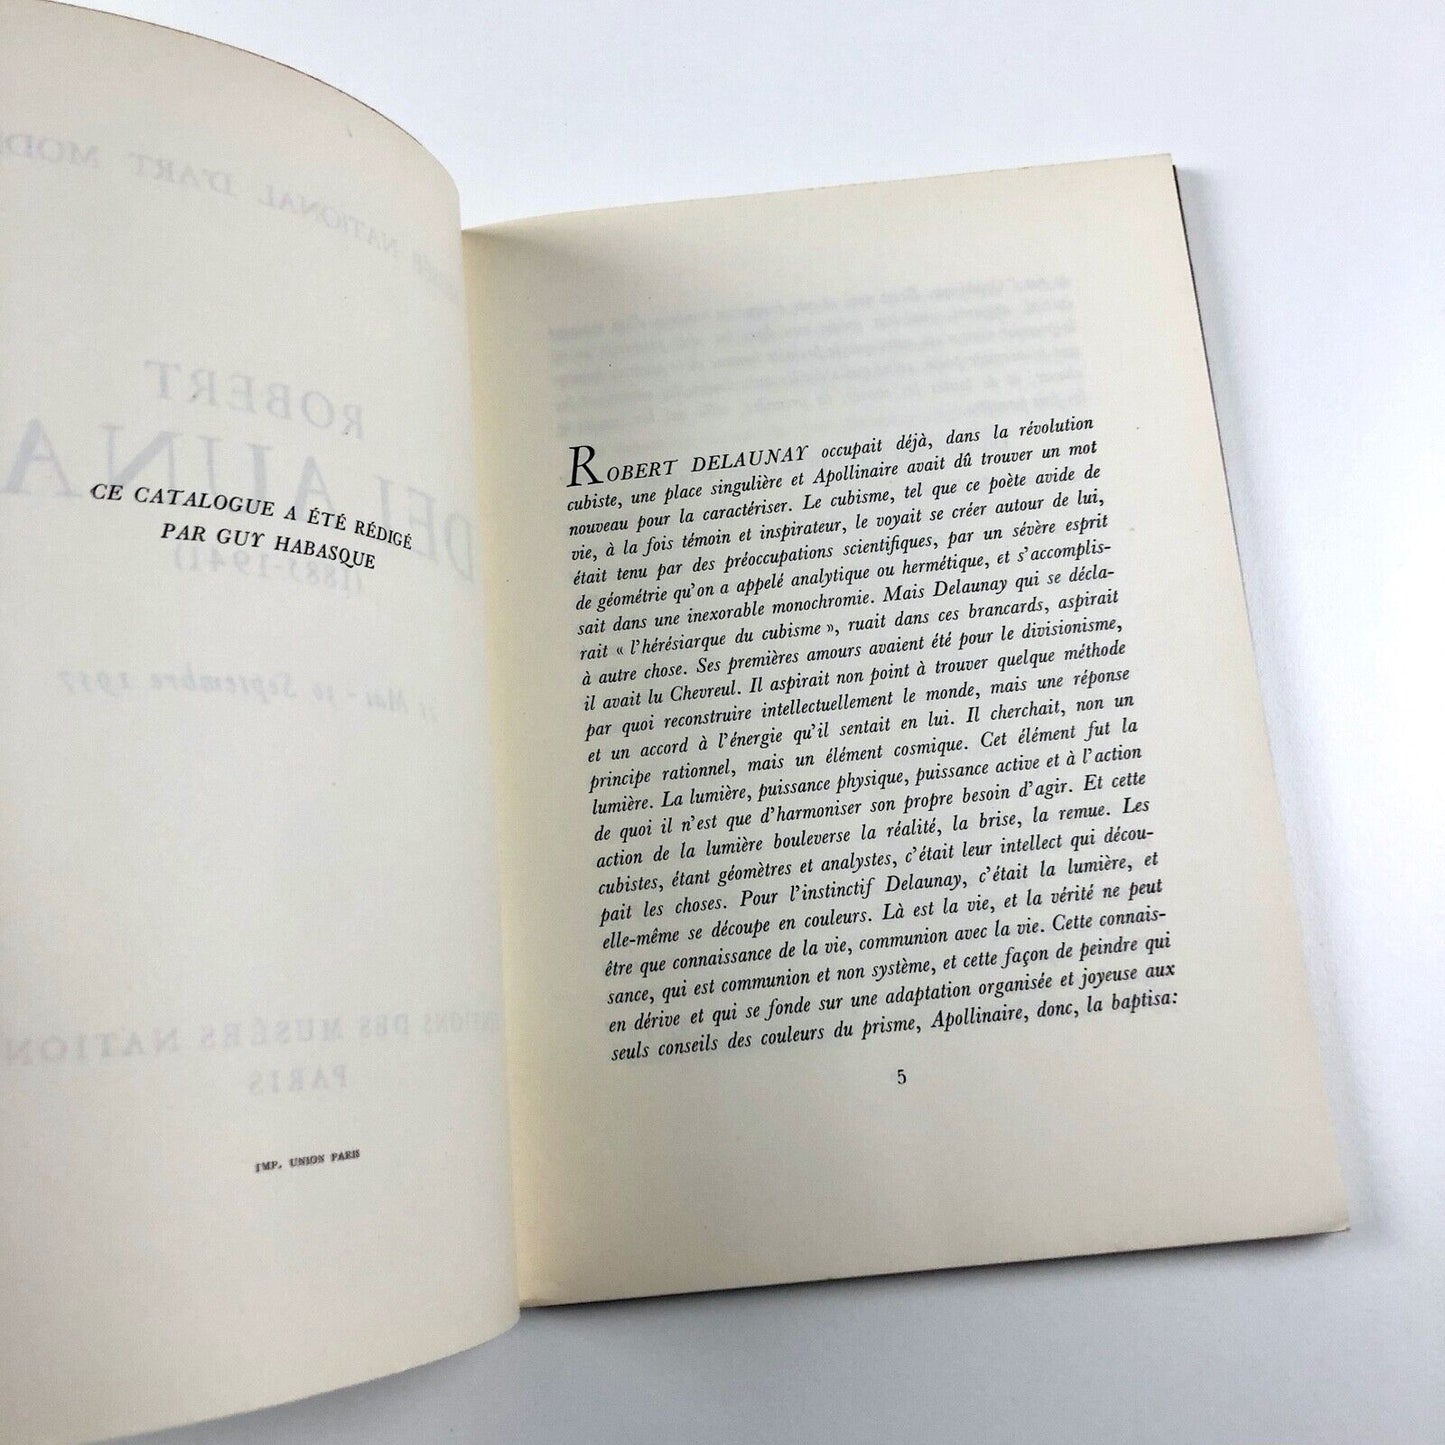 CE CATALOGUE A ÉTÉ RÉDIGÉ
PAR GUY HABASQUE
IMP. UNION PARIS
ROBERT DELAUNAY occupait déjà, dans la révolution
cubiste, une place singulière et Apollinaire avait dû trouver un mot
nouveau pour la caractériser. Le cubisme, tel que ce poète avide de
vie, à la fois témoin et inspirateur, le voyait se créer autour de lui,
était tenu par des préoccupations scientifiques, par un sévère esprit
de géométrie qu'on a appelé analytique ou hermétique, et s'accomplis-
sait dans une inexorable monochromie. Mais Delaunay qui se décla-
rait « l'hérésiarque du cubisme », ruait dans ces brancards, aspirait
à autre chose. Ses premières amours avaient été pour le divisionisme,
il avait lu Chevreul. Il aspirait non point à trouver quelque méthode
par quoi reconstruire intellectuellement le monde, mais une réponse
et un accord à l'énergie qu'il sentait en lui. Il cherchait, non un
principe rationnel, mais un élément cosmique. Cet élément fut la
lumière. La lumière, puissance physique, puissance active et à l'action
de quoi il n'est que d'harmoniser son propre besoin d'agir. Et cette
action de la lumière bouleverse la réalité, la brise, la remue. Les
cubistes, étant géomètres et analystes, c'était leur intellect qui décou-
pait les choses. Pour l'instinctif Delaunay, c'était la lumière, et
elle-même se découpe en couleurs. Là est la vie, et la vérité ne peut
être que connaissance de la vie, communion avec la vie. Cette connais-
sance, qui est communion et non système, et cette façon de peindre qui
en dérive et qui se fonde sur une adaptation organisée et joyeuse aux
seuls conseils des couleurs du prisme, Apollinaire, donc, la baptisa:
5